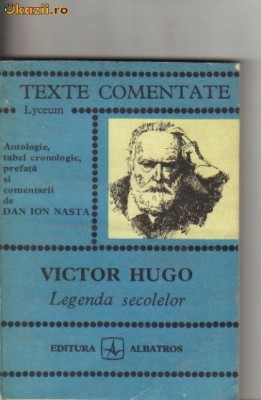 Okazii.ro
TEXTE COMENTATE
Lyceum
Autologie,
tabel cronologic,
prefață
și
comentarii
de
DAN ION NASTA
VICTOR HUGO
Legenda secolelor
EDITURA ALBATROS